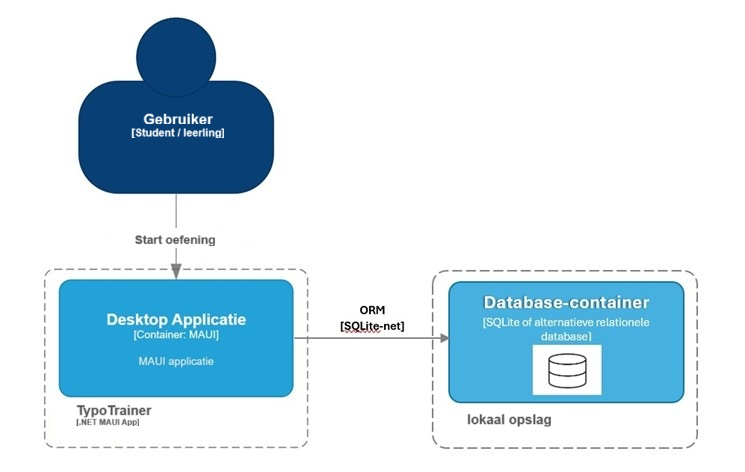 Gebruiker
[Student / leerling]
Start oefening
Desktop Applicatie
[Container: MAUI]
MAUI applicatie
TypoTrainer
[.NET MAUI App]
ORM
[SQLite-net]
Database-container
[SQLite of alternatieve relationele
database]
lokaal opslag